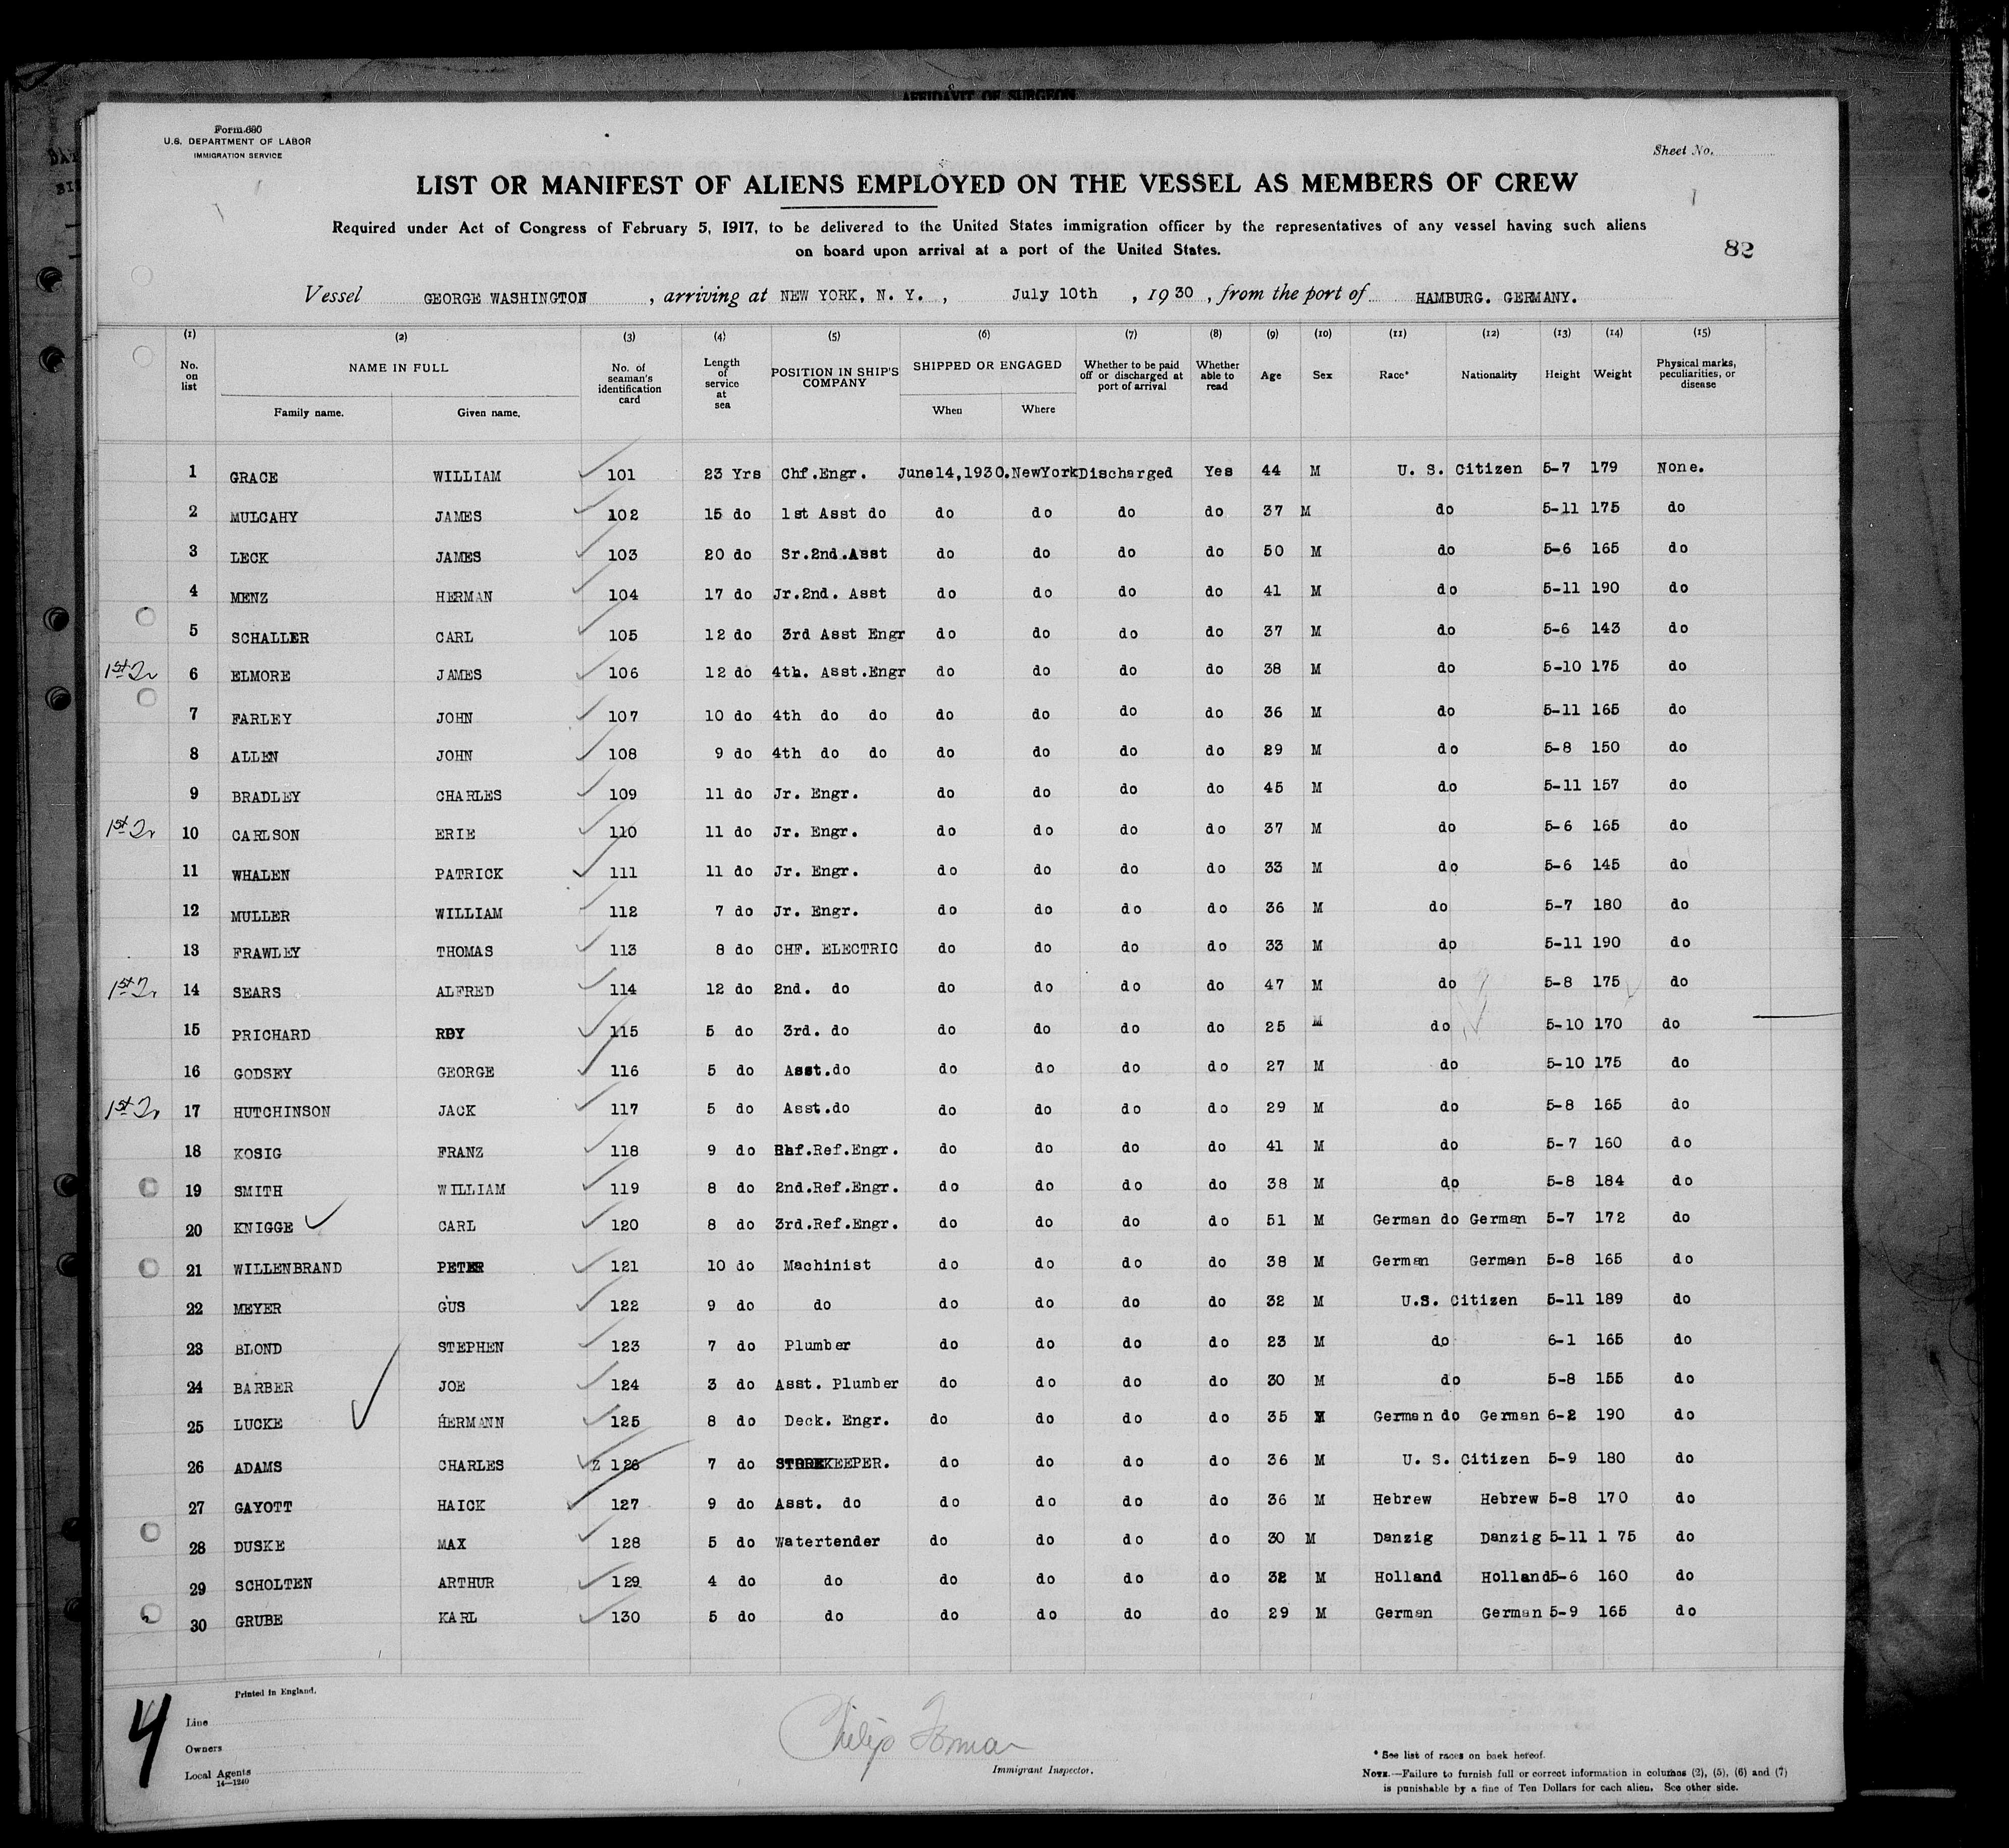 AFFIDAVIT OF SURGEON
Form 680
U.S. DEPARTMENT OF LABOR
IMMIGRATION SERVICE
Sheet No.
LIST OR MANIFEST OF ALIENS EMPLOYED ON THE VESSEL AS MEMBERS OF CREW
Required under Act of Congress of February 5, 1917, to be delivered to the United States immigration officer by the representatives of any vessel having such aliens
on board upon arrival at a port of the United States.
82
Vessel GEORGE WASHINGTON , arriving at NEW YORK, N. Y. , July 10th , 1930 , from the port of HAMBURG. GERMANY.
(1) (2) (3) (4) (5) (6) (7) (8) (9) (10) (11) (12) (13) (14) (15)
No. on list NAME IN FULL Family name. Given name. No. of seaman's identification card Length of service at sea POSITION IN SHIP'S COMPANY SHIPPED OR ENGAGED When Where Whether to be paid off or discharged at port of arrival Whether able to read Age Sex Race* Nationality Height Weight Physical marks, peculiarities, or disease
1 GRACE WILLIAM 101 23 Yrs Chf.Engr. June14,1930.NewYork Discharged Yes 44 M U. S. Citizen 5-7 179 None.
2 MULCAHY JAMES 102 15 do 1st Asst do do do do do 37 M do 5-11 175 do
3 LECK JAMES 103 20 do Sr.2nd.Asst do do do do 50 M do 5-6 165 do
4 MENZ HERMAN 104 17 do Jr.2nd. Asst do do do do 41 M do 5-11 190 do
5 SCHALLER CARL 105 12 do 3rd Asst Engr do do do do 37 M do 5-6 143 do
1st Tr 6 ELMORE JAMES 106 12 do 4th. Asst.Engr do do do do 38 M do 5-10 175 do
7 FARLEY JOHN 107 10 do 4th do do do do do do 36 M do 5-11 165 do
8 ALLEN JOHN 108 9 do 4th do do do do do do 29 M do 5-8 150 do
9 BRADLEY CHARLES 109 11 do Jr. Engr. do do do do 45 M do 5-11 157 do
1st Tr 10 CARLSON ERIE 110 11 do Jr. Engr. do do do do 37 M do 5-6 165 do
11 WHALEN PATRICK 111 11 do Jr. Engr. do do do do 33 M do 5-6 145 do
12 MULLER WILLIAM 112 7 do Jr. Engr. do do do do 36 M do 5-7 180 do
13 FRAWLEY THOMAS 113 8 do CHF. ELECTRIC do do do do 33 M do 5-11 190 do
1st Tr 14 SEARS ALFRED 114 12 do 2nd. do do do do do 47 M do 5-8 175 do
15 PRICHARD ROY 115 5 do 3rd. do do do do do 25 M do 5-10 170 do
16 GODSEY GEORGE 116 5 do Asst.do do do do do 27 M do 5-10 175 do
1st Tr 17 HUTCHINSON JACK 117 5 do Asst.do do do do do 29 M do 5-8 165 do
18 KOSIG FRANZ 118 9 do Ref.Engr. do do do do 41 M do 5-7 160 do
19 SMITH WILLIAM 119 8 do 2nd.Ref.Engr. do do do do 38 M do 5-8 184 do
20 KNIGGE CARL 120 8 do 3rd.Ref.Engr. do do do do 51 M German do German 5-7 172 do
21 WILLENBRAND PETER 121 10 do Machinist do do do do 38 M German German 5-8 165 do
22 MEYER GUS 122 9 do do do do do do 32 M U.S. Citizen 5-11 189 do
23 BLOND STEPHEN 123 7 do Plumber do do do do 23 M do 6-1 165 do
24 BARBER JOE 124 3 do Asst. Plumber do do do do 30 M do 5-8 155 do
25 LUCKE HERMANN 125 8 do Deck. Engr. do do do do 35 M German do German 6-2 190 do
26 ADAMS CHARLES 126 7 do STOREKEEPER. do do do do 36 M U. S. Citizen 5-9 180 do
27 GAYOTT HAICK 127 9 do Asst. do do do do do 36 M Hebrew Hebrew 5-8 170 do
28 DUSKE MAX 128 5 do Watertender do do do do 30 M Danzig Danzig 5-11 1 75 do
29 SCHOLTEN ARTHUR 129 4 do do do do do do 32 M Holland Holland 5-6 160 do
30 GRUBE KARL 130 5 do do do do do do 29 M German German 5-9 165 do
4
Printed in England.
Line
Owners
Local Agents
14—1240
Philip Forman
Immigrant Inspector.
* See list of races on back hereof.
NOTE.—Failure to furnish full or correct information in columns (2), (5), (6) and (7)
is punishable by a fine of Ten Dollars for each alien. See other side.